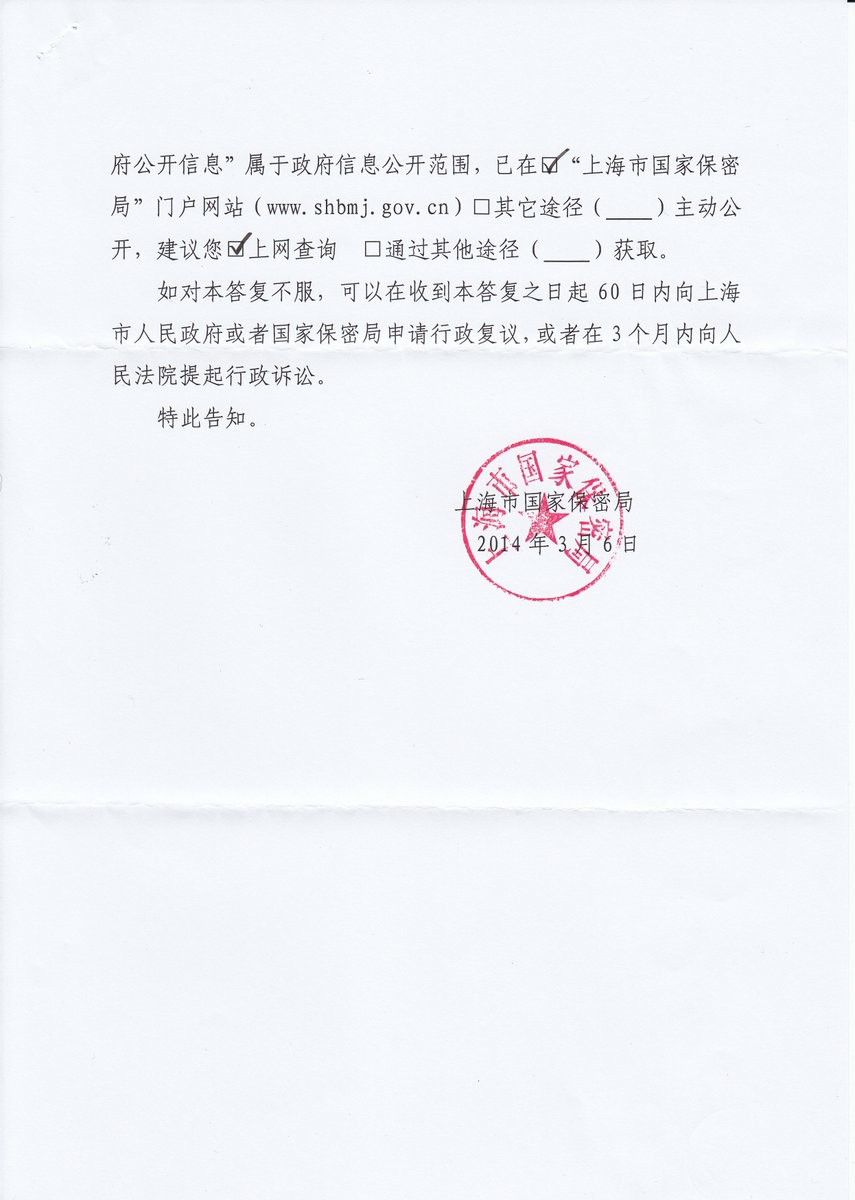 府公开信息”属于政府信息公开范围，已在☑“上海市国家保密
局”门户网站（www.shbmj.gov.cn）□其它途径（____）主动公
开，建议您☑上网查询 □通过其他途径（____）获取。
如对本答复不服，可以在收到本答复之日起 60 日内向上海
市人民政府或者国家保密局申请行政复议，或者在 3 个月内向人
民法院提起行政诉讼。
特此告知。
上海市国家保密局
2014 年 3 月 6 日
上海市国家保密局